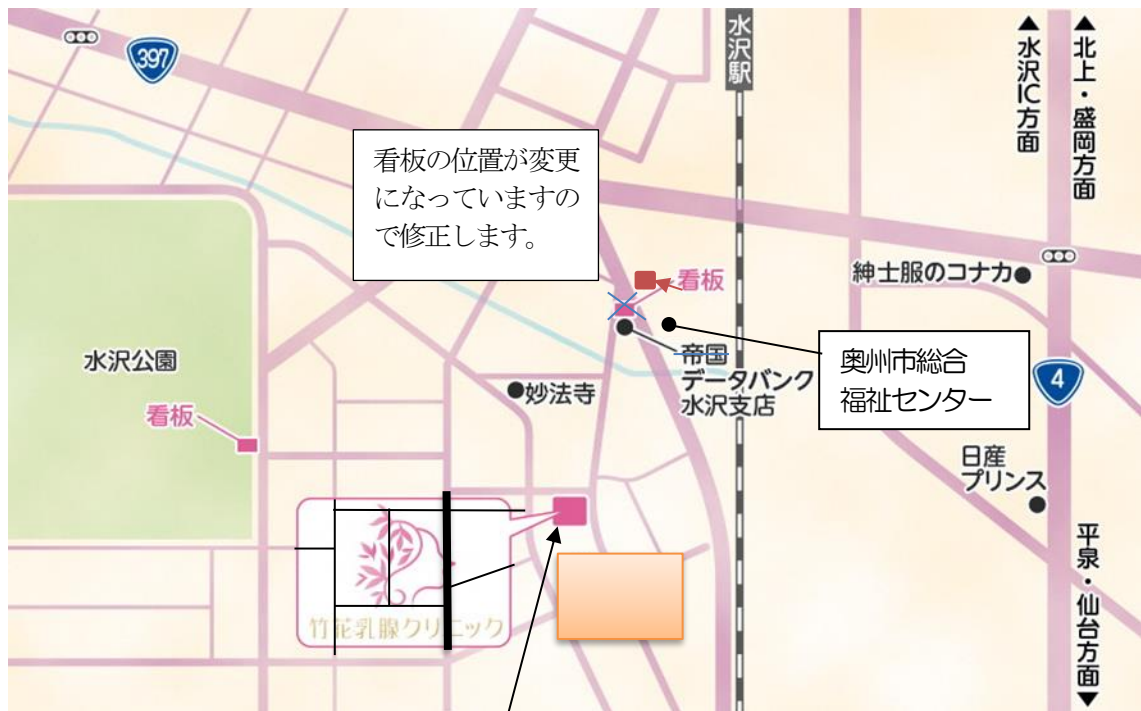 397
水沢駅
▲水沢IC方面
▲北上・盛岡方面
看板の位置が変更
になっていますの
で修正します。
看板
紳士服のコナカ
帝国
データバンク
水沢支店
奥州市総合
福祉センター
4
水沢公園
妙法寺
看板
日産
プリンス
竹花乳腺クリニック
平泉・仙台方面▼